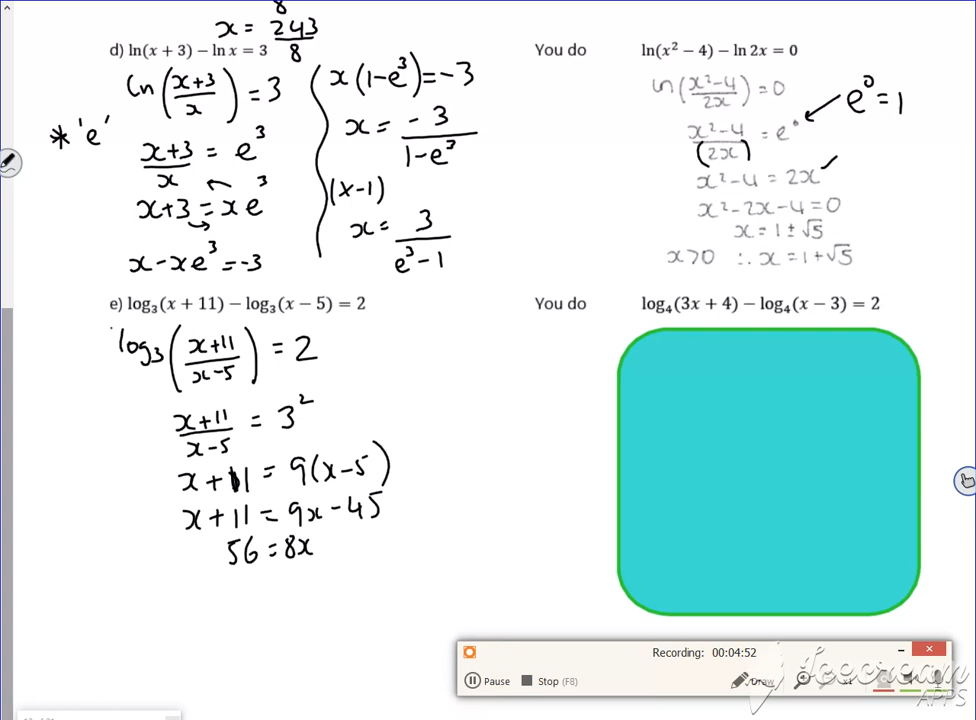 8
x = 243
8
d) ln(x + 3) − ln x = 3
ln(x+3/x) = 3
* 'e'
x+3/x = e³
x+3 = xe³
x−xe³ = −3
x(1−e³) = −3
x = −3/1−e³
(x−1)
x = 3/e³−1
You do ln(x² − 4) − ln 2x = 0
ln(x²−4/2x) = 0
x²−4/(2x) = e⁰
e⁰ = 1
x²−4 = 2x ✓
x²−2x−4 = 0
x = 1 ± √5
x>0 ∴ x = 1+√5
e) log₃(x + 11) − log₃(x − 5) = 2
log₃(x+11/x−5) = 2
x+11/x−5 = 3²
x+11 = 9(x−5)
x+11 = 9x−45
56 = 8x
You do log₄(3x + 4) − log₄(x − 3) = 2
Recording: 00:04:52
Pause Stop (F8) Draw
Icecream
APPS